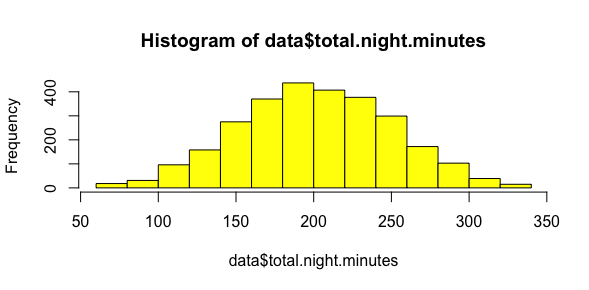 Histogram of data$total.night.minutes
Frequency
400
200
0
50 100 150 200 250 300 350
data$total.night.minutes